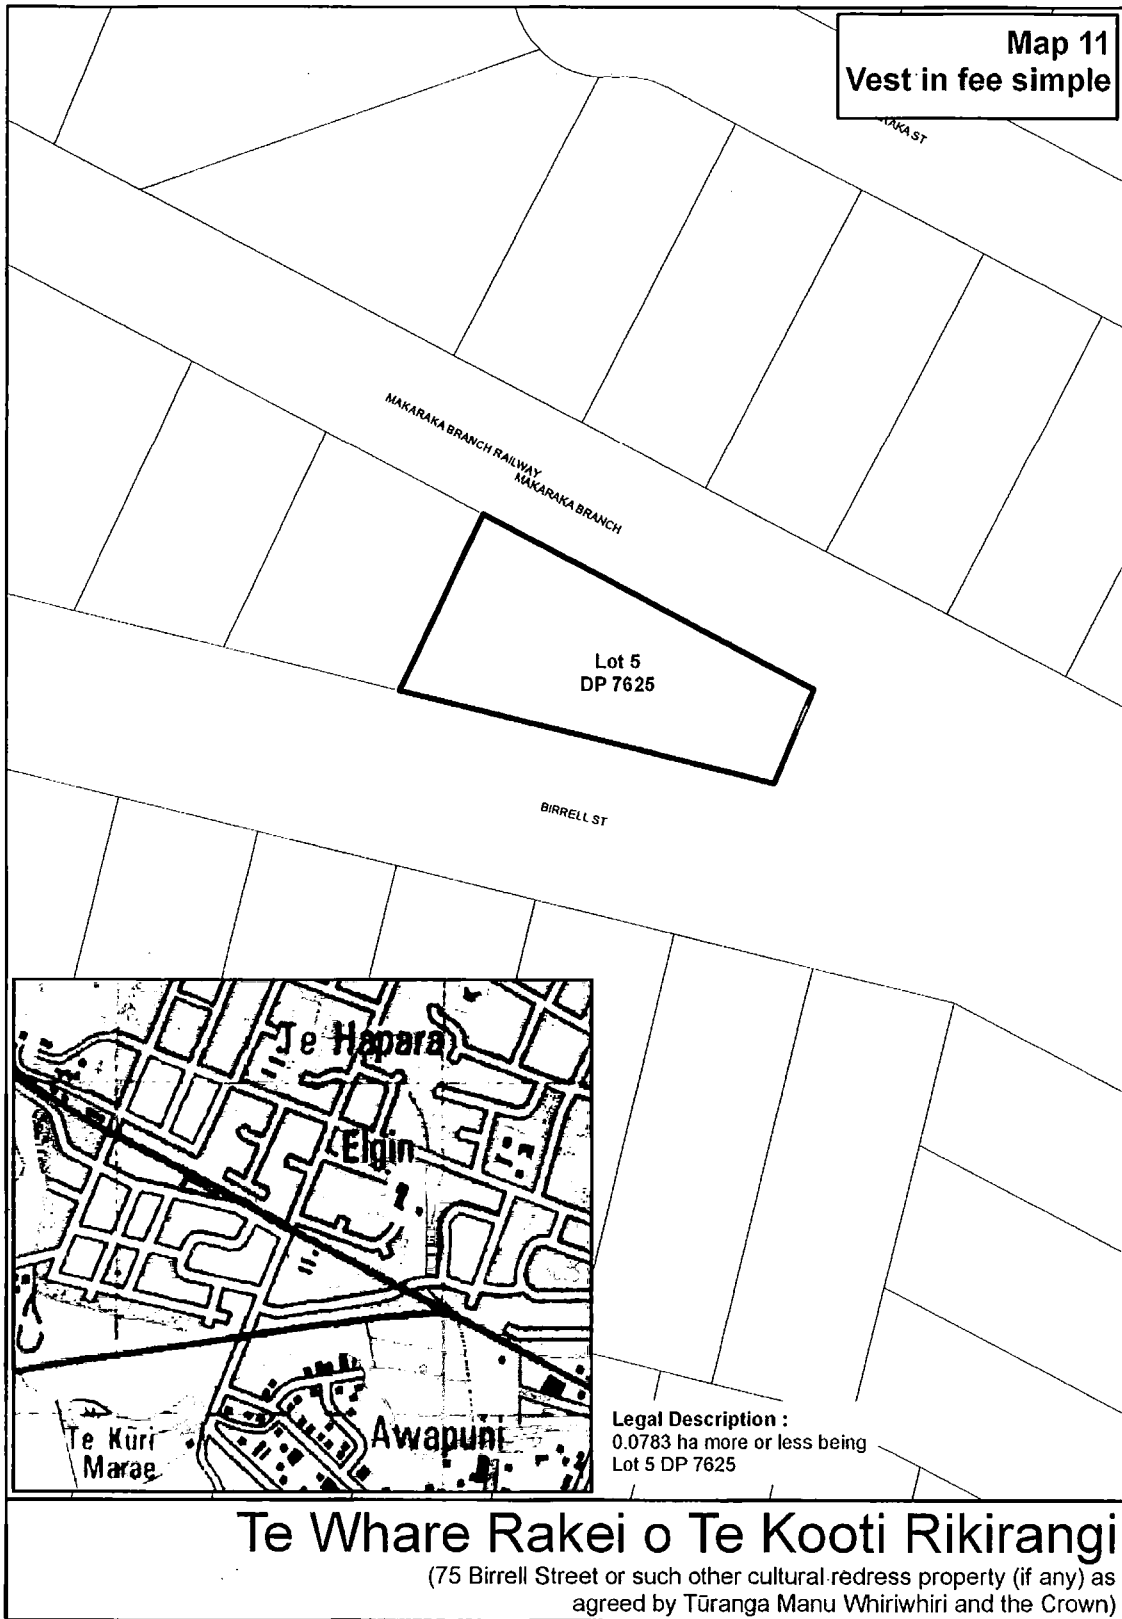 Map 11
Vest in fee simple
MAKARAKA BRANCH RAILWAY
MAKARAKA BRANCH
Lot 5
DP 7625
BIRRELL ST
Te Hapara
Elgin
Awapuni
Te Kuri
Marae
Legal Description :
0.0783 ha more or less being
Lot 5 DP 7625
Te Whare Rakei o Te Kooti Rikirangi
(75 Birrell Street or such other cultural redress property (if any) as
agreed by Tūranga Manu Whiriwhiri and the Crown)